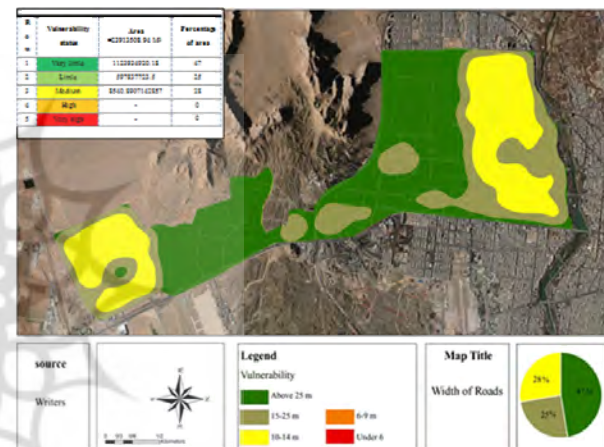 Vulnerability status
Area
Percentage of area
1
Very little
47
2
Little
25
3
Medium
28
4
High
-
0
5
Very high
-
0
source
Writers
Legend
Vulnerability
Above 25 m
15-25 m
6-9 m
10-14 m
Under 6
Map Title
Width of Roads
28%
47%
25%